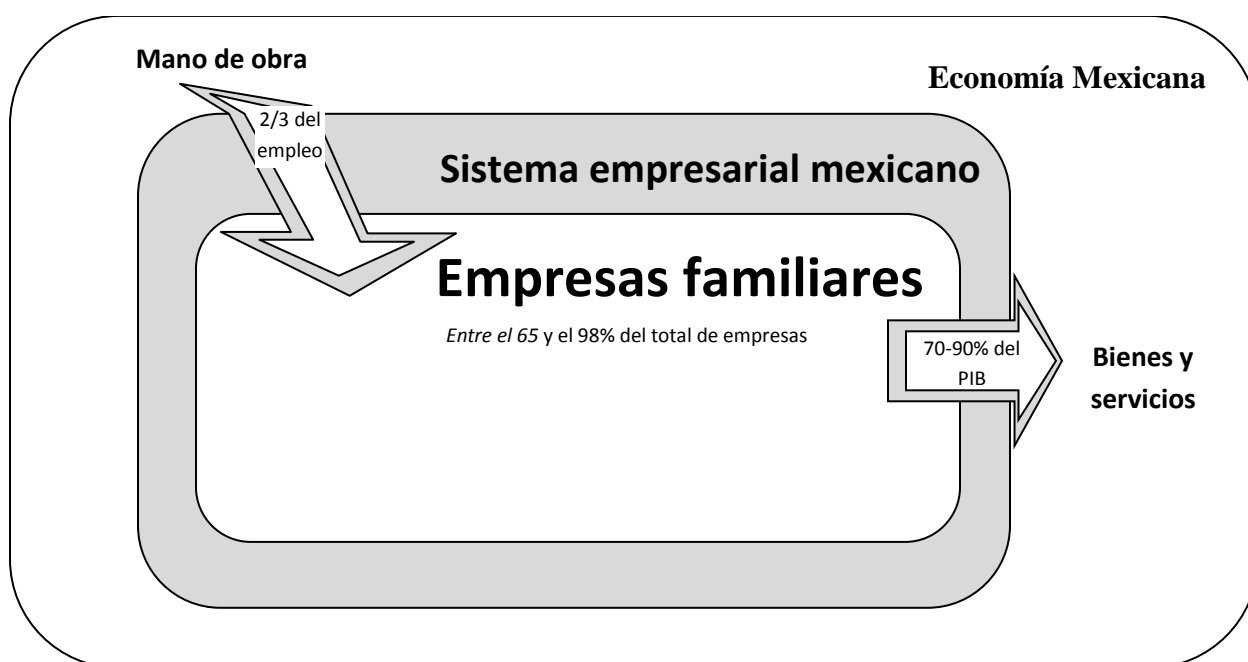 Mano de obra
Economía Mexicana
2/3 del
empleo
Sistema empresarial mexicano
Empresas familiares
Entre el 65 y el 98% del total de empresas
70-90% del
PIB
Bienes y
servicios